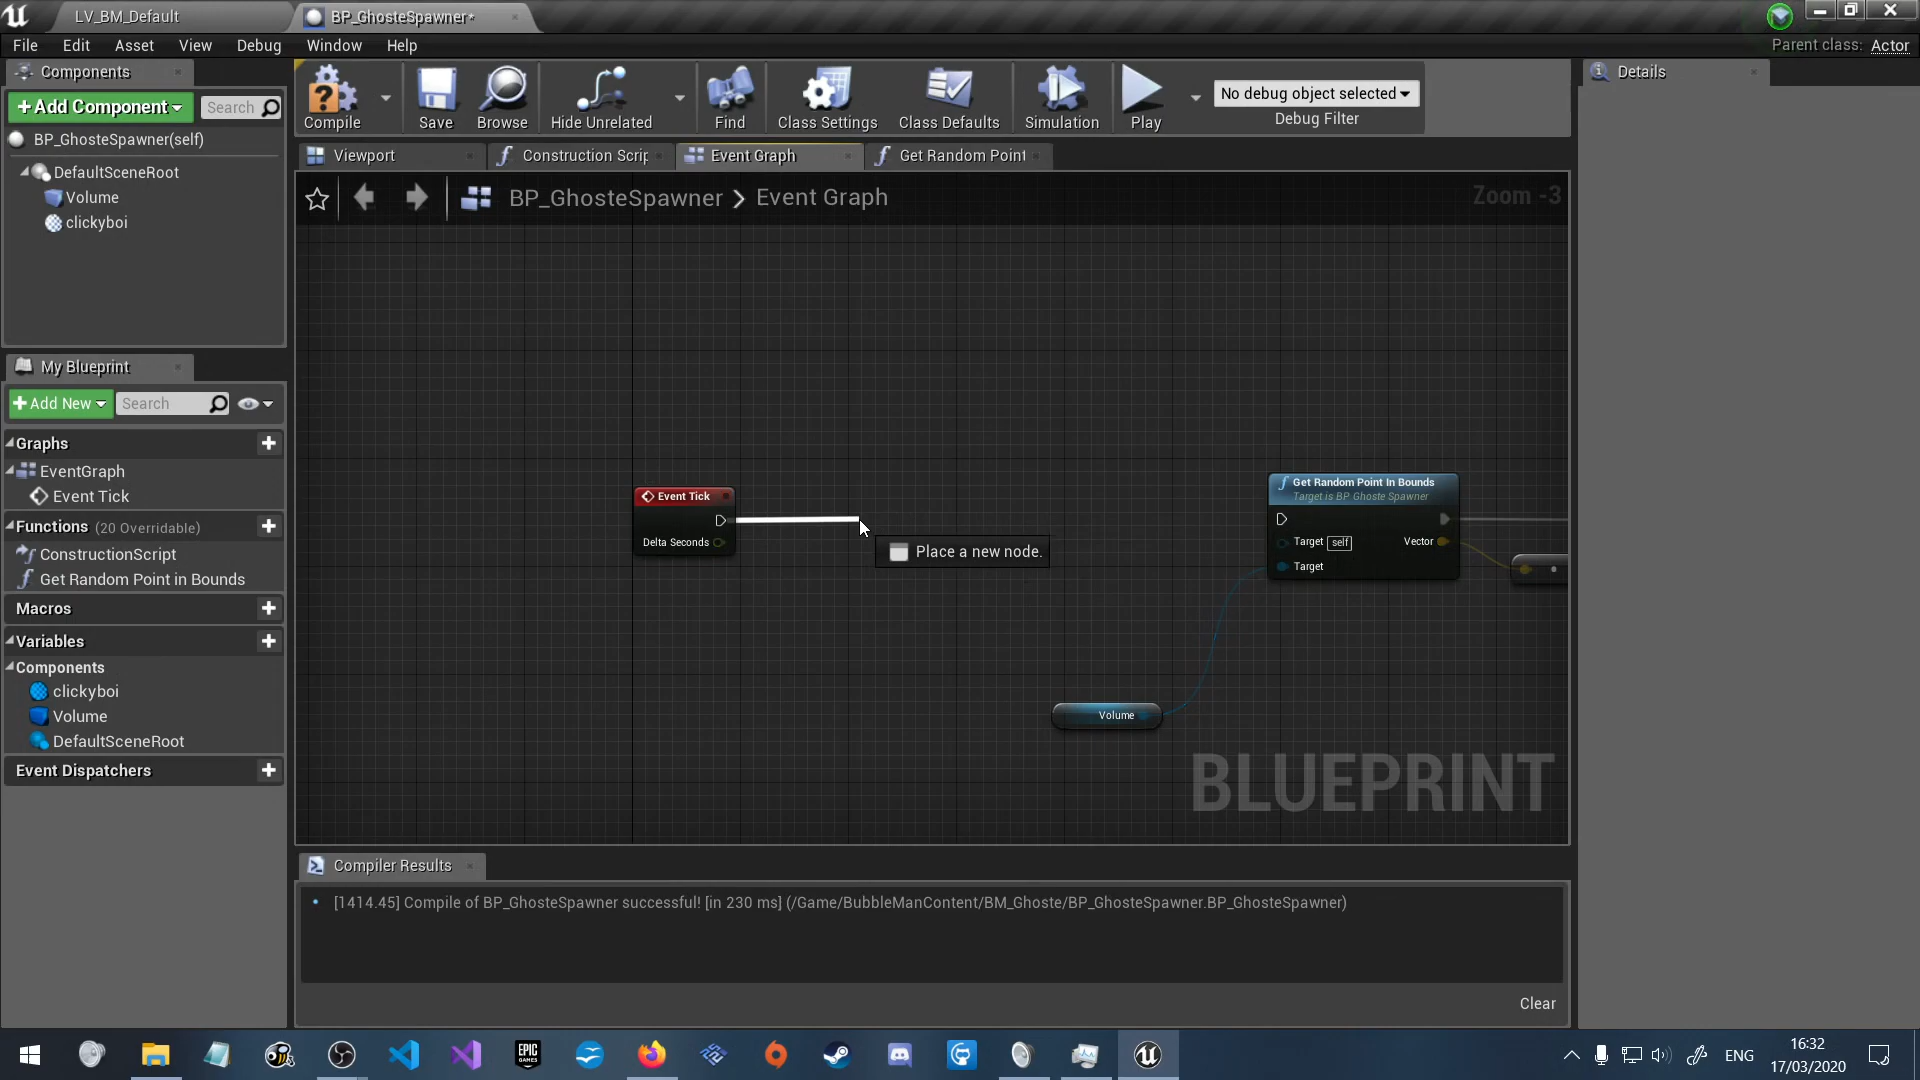 LV_BM_Default
BP_GhosteSpawner*
File Edit Asset View Debug Window Help
Parent class: Actor
Components
+Add Component
Search
BP_GhosteSpawner(self)
DefaultSceneRoot
Volume
clickyboi
Compile
Save
Browse
Hide Unrelated
Find
Class Settings
Class Defaults
Simulation
Play
No debug object selected
Debug Filter
Details
Viewport
Construction Scrip
Event Graph
Get Random Point
BP_GhosteSpawner > Event Graph
Zoom -3
My Blueprint
+Add New
Search
Graphs
EventGraph
Event Tick
Functions (20 Overridable)
ConstructionScript
Get Random Point in Bounds
Macros
Variables
Components
clickyboi
Volume
DefaultSceneRoot
Event Dispatchers
Event Tick
Delta Seconds
Place a new node.
Get Random Point In Bounds
Target is BP Ghoste Spawner
Target self
Vector
Target
Volume
BLUEPRINT
Compiler Results
[1414.45] Compile of BP_GhosteSpawner successful! [in 230 ms] (/Game/BubbleManContent/BM_Ghoste/BP_GhosteSpawner.BP_GhosteSpawner)
Clear
EPIC GAMES
ENG
16:32
17/03/2020